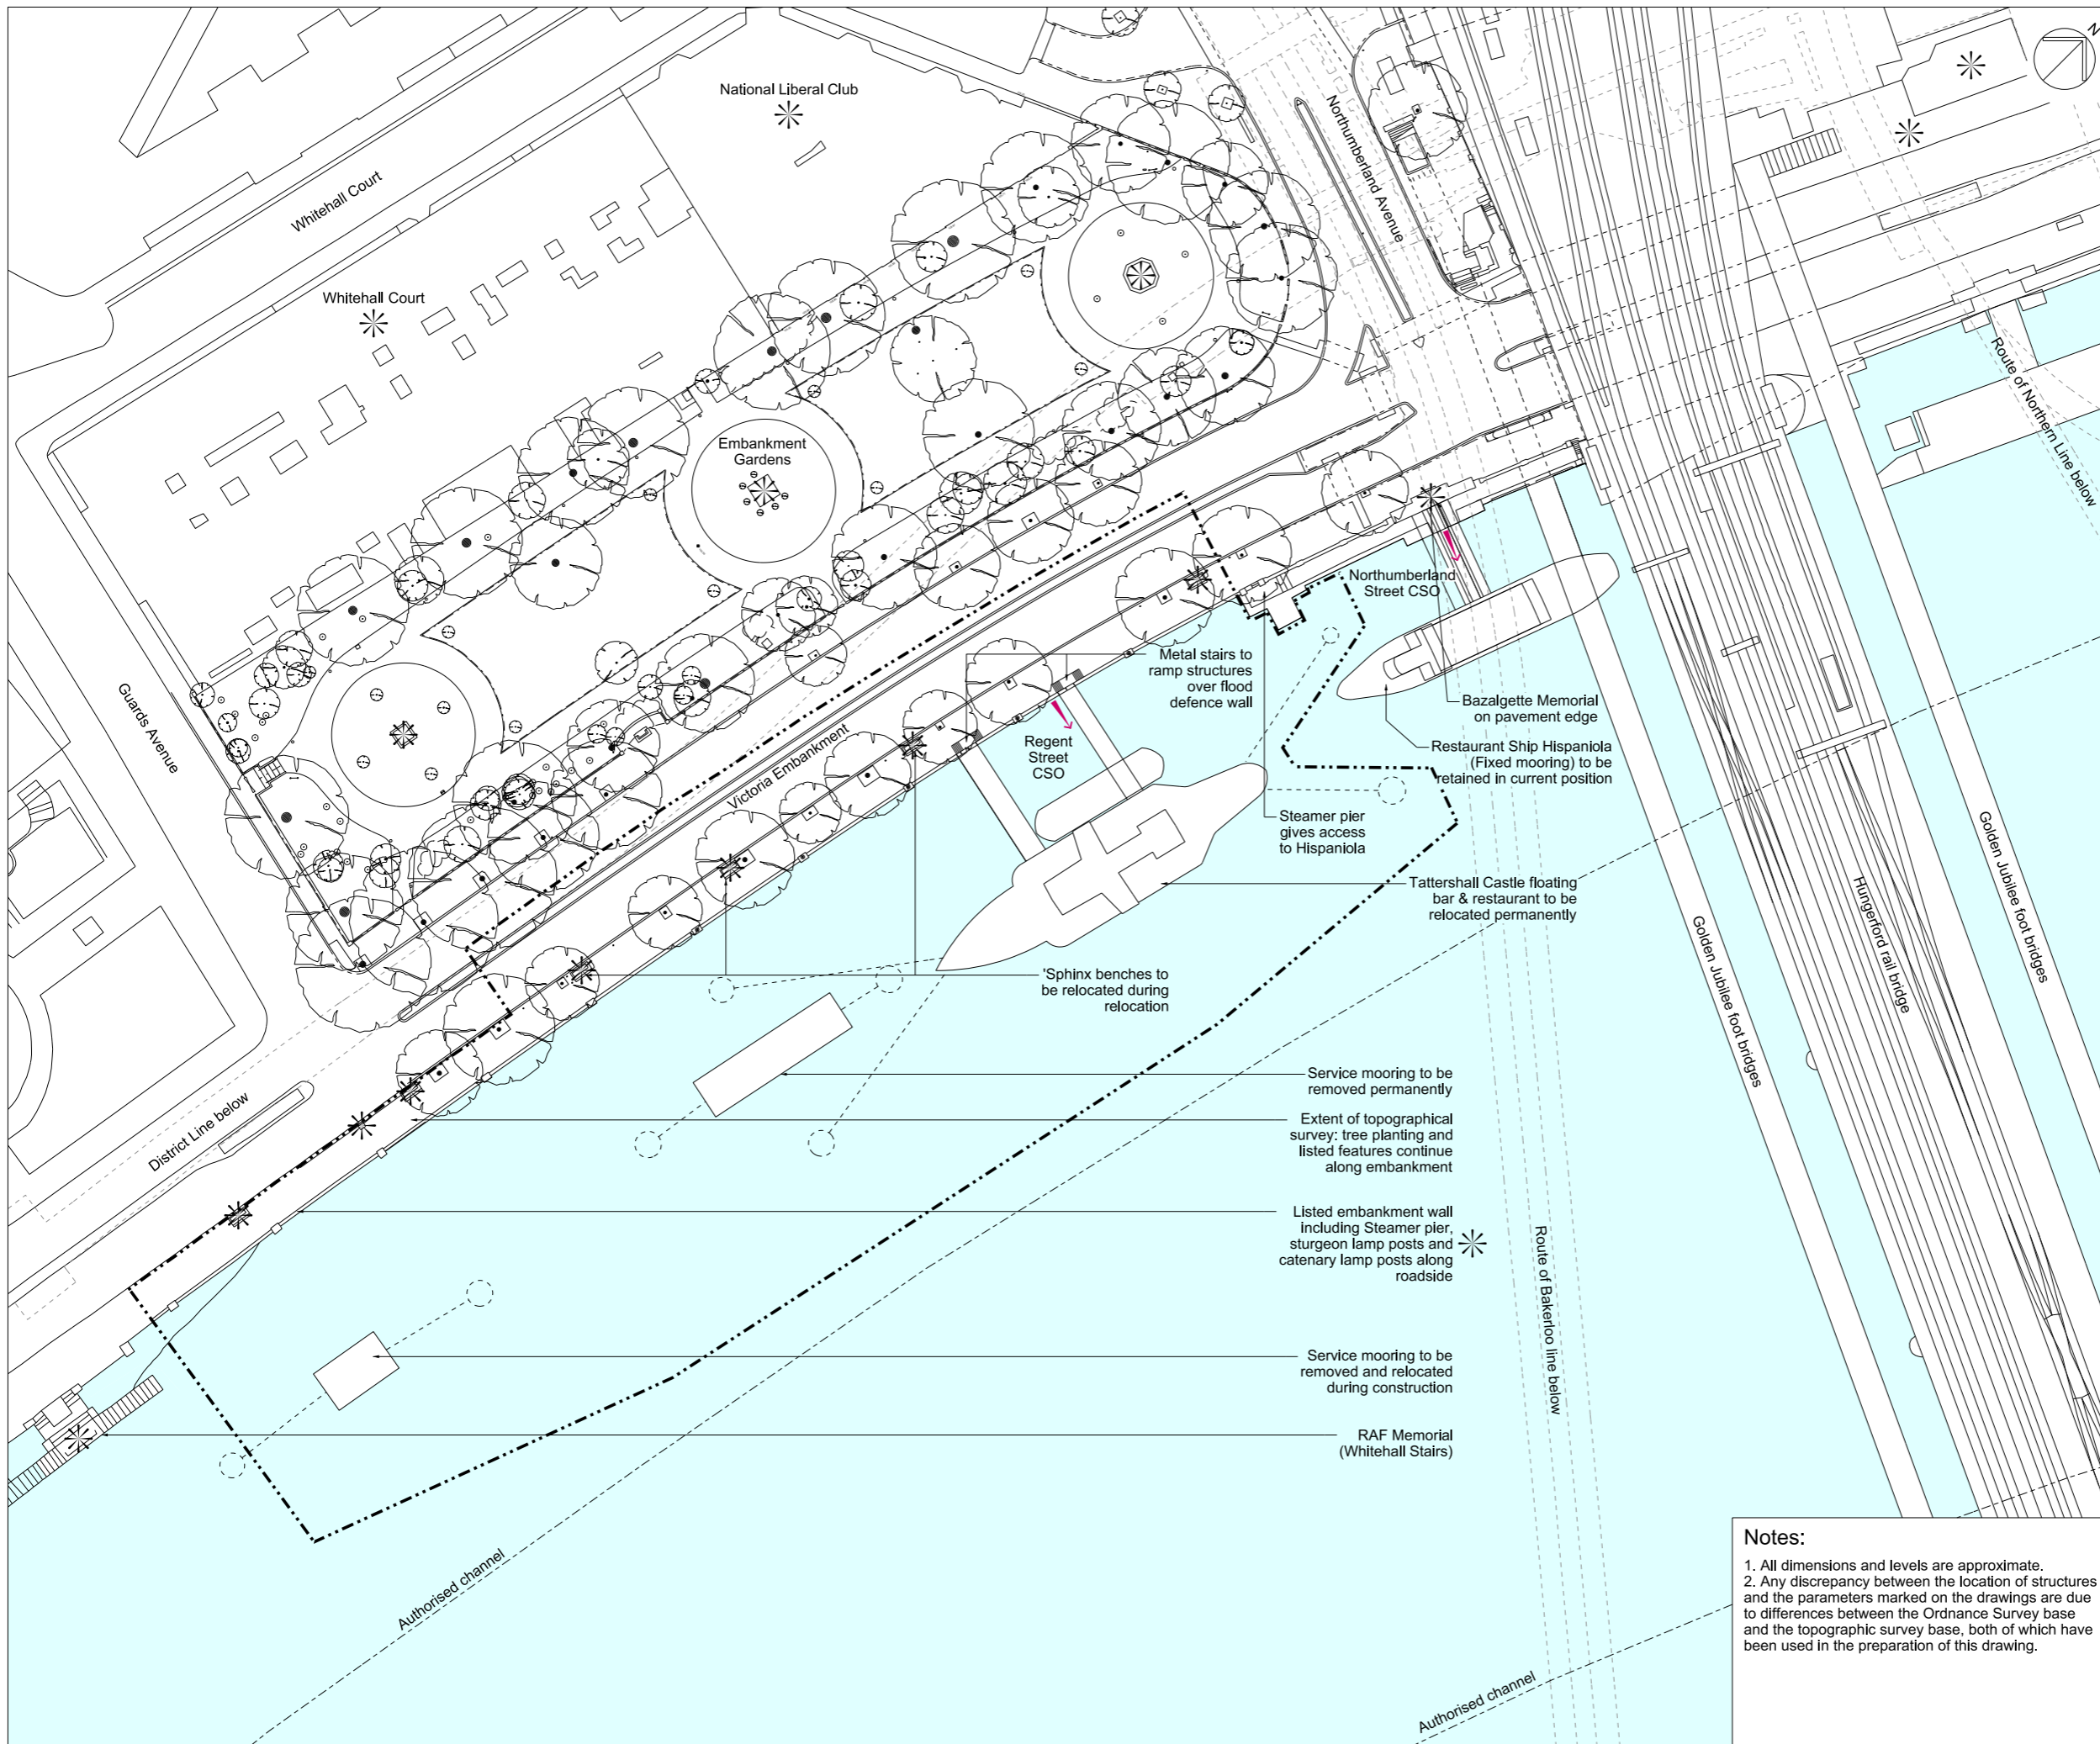 N
National Liberal Club
Northumberland Avenue
Whitehall Court
Whitehall Court
Route of Northern Line below
Embankment
Gardens
Northumberland
Street CSO
Metal stairs to
ramp structures
over flood
defence wall
Guards Avenue
Bazalgette Memorial
on pavement edge
Regent
Street
CSO
Restaurant Ship Hispaniola
(Fixed mooring) to be
retained in current position
Victoria Embankment
Steamer pier
gives access
to Hispaniola
Golden Jubilee foot bridges
Tattershall Castle floating
bar & restaurant to be
relocated permanently
Hungerford rail bridge
Golden Jubilee foot bridges
'Sphinx benches to
be relocated during
relocation
Service mooring to be
removed permanently
District Line below
Extent of topographical
survey: tree planting and
listed features continue
along embankment
Listed embankment wall
including Steamer pier,
sturgeon lamp posts and
catenary lamp posts along
roadside
Route of Bakerloo line below
Service mooring to be
removed and relocated
during construction
RAF Memorial
(Whitehall Stairs)
Authorised channel
Authorised channel
Notes:
1. All dimensions and levels are approximate.
2. Any discrepancy between the location of structures
and the parameters marked on the drawings are due
to differences between the Ordnance Survey base
and the topographic survey base, both of which have
been used in the preparation of this drawing.